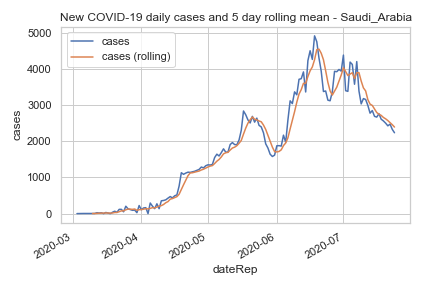 New COVID-19 daily cases and 5 day rolling mean - Saudi_Arabia
cases
cases (rolling)
5000
4000
3000
2000
1000
0
cases
2020-03
2020-04
2020-05
2020-06
2020-07
dateRep